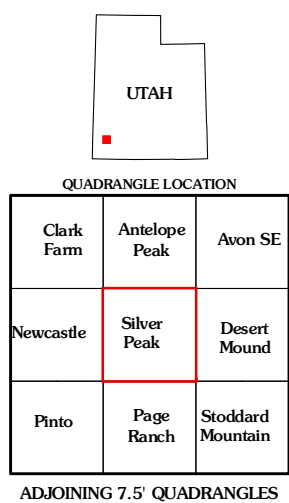 UTAH
QUADRANGLE LOCATION
Clark
Farm
Antelope
Peak
Avon SE
Newcastle
Silver
Peak
Desert
Mound
Pinto
Page
Ranch
Stoddard
Mountain
ADJOINING 7.5' QUADRANGLES